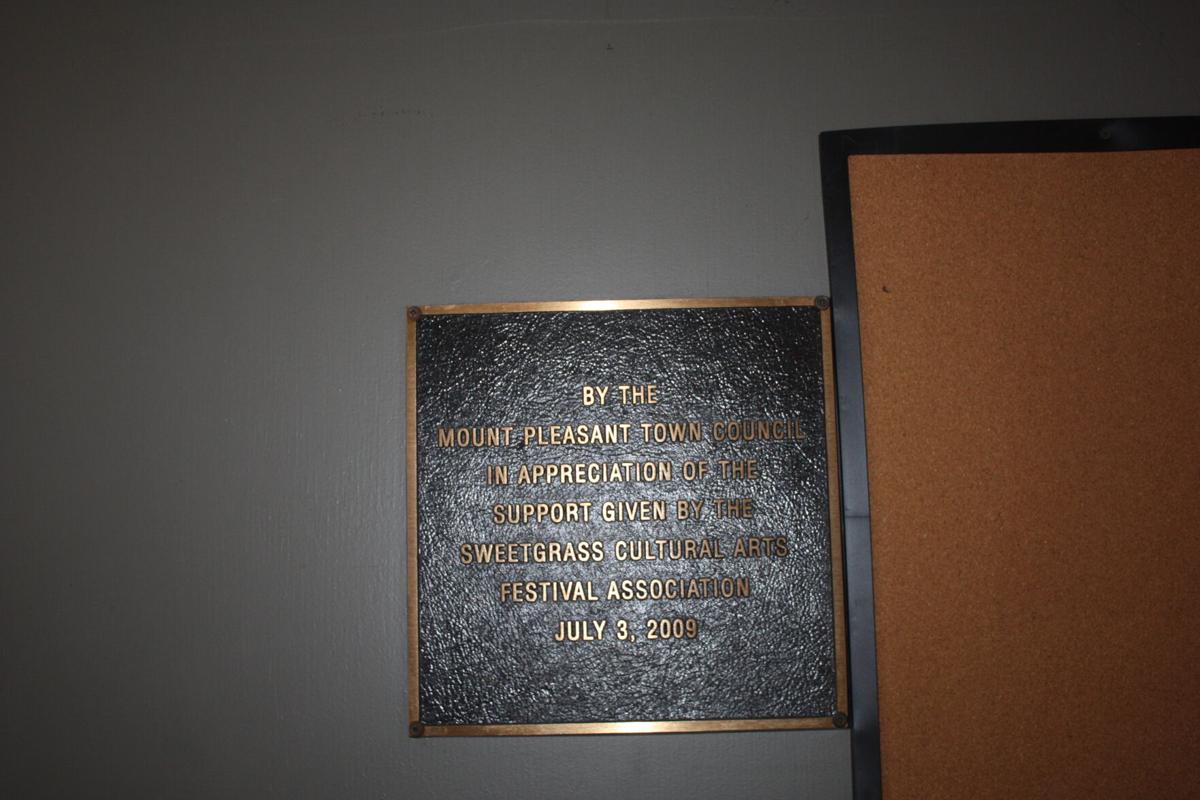 BY THE
MOUNT PLEASANT TOWN COUNCIL
IN APPRECIATION OF THE
SUPPORT GIVEN BY THE
SWEETGRASS CULTURAL ARTS
FESTIVAL ASSOCIATION
JULY 3, 2009